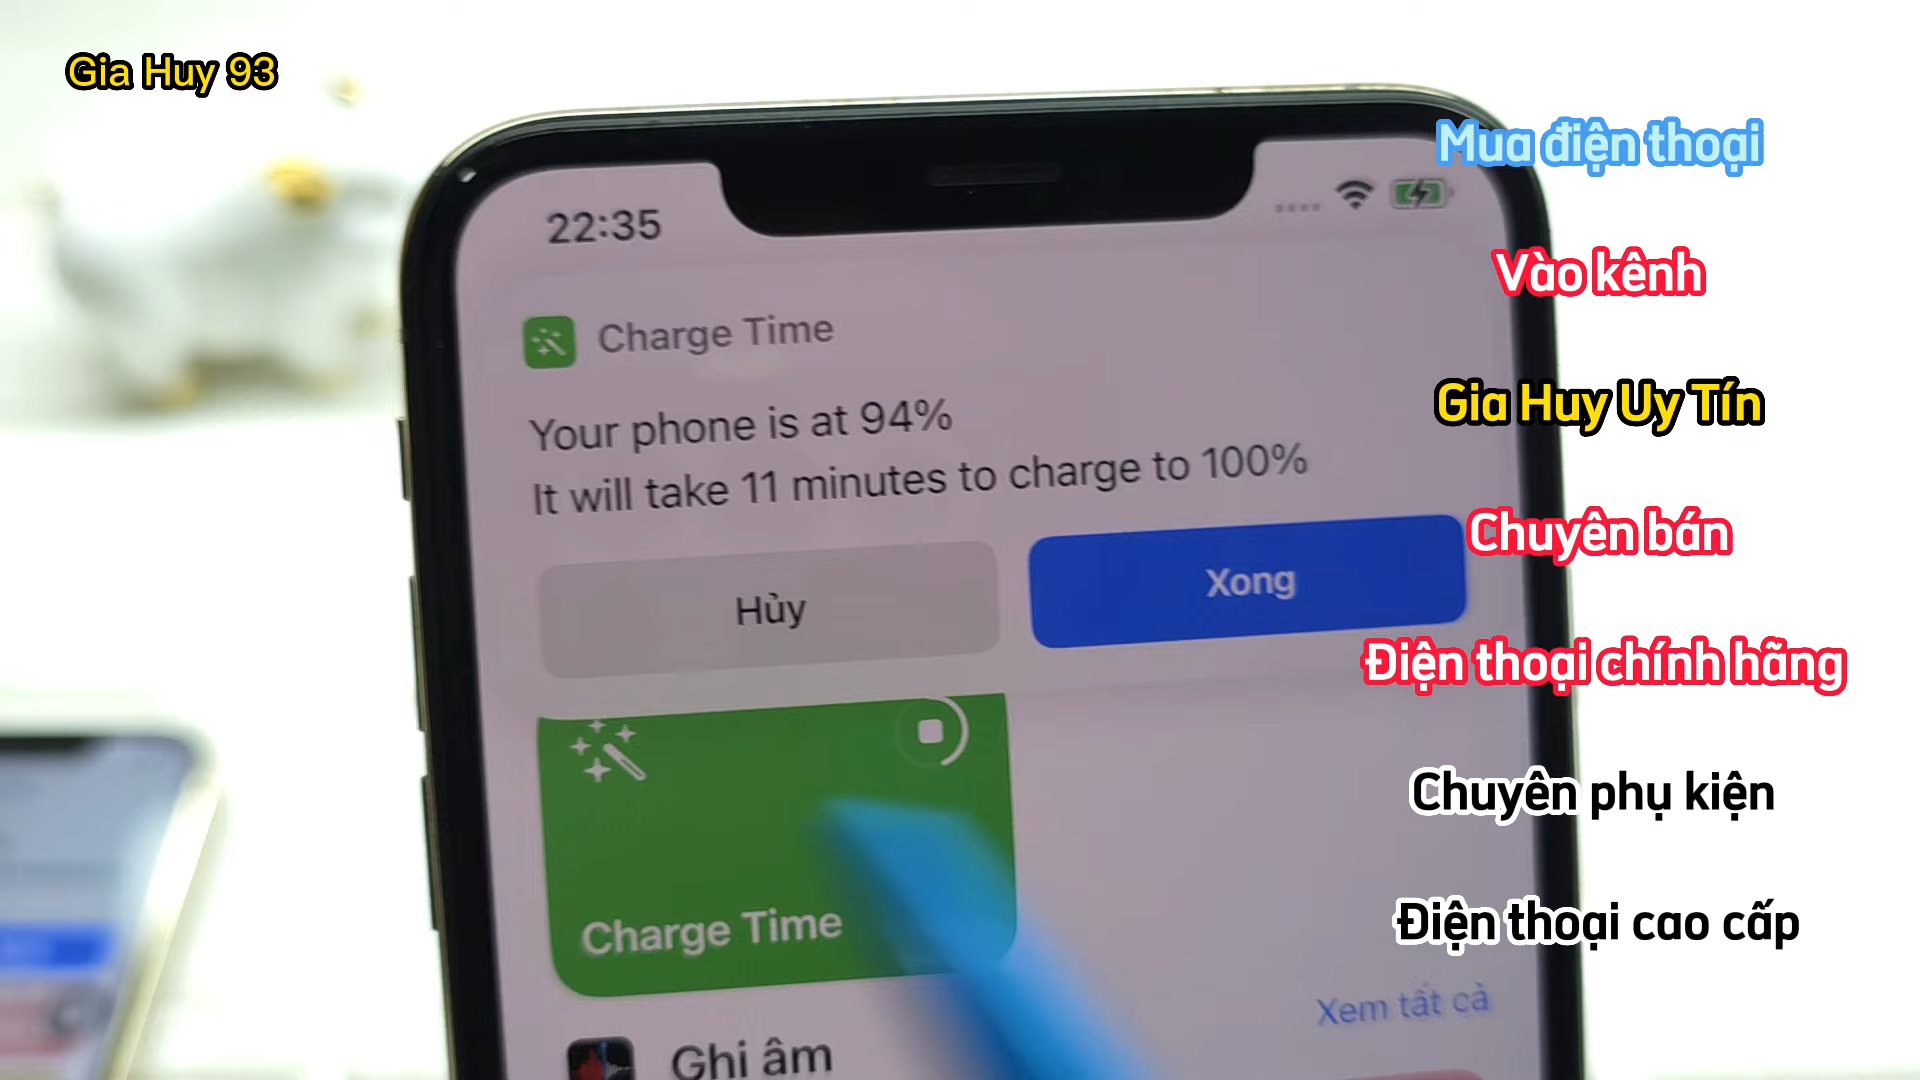 Gia Huy 93
Mua điện thoại
Vào kênh
Gia Huy Uy Tín
Chuyên bán
Điện thoại chính hãng
Chuyên phụ kiện
Điện thoại cao cấp
22:35
Charge Time
Your phone is at 94%
It will take 11 minutes to charge to 100%
Hủy
Xong
Charge Time
Xem tất cả
Ghi âm